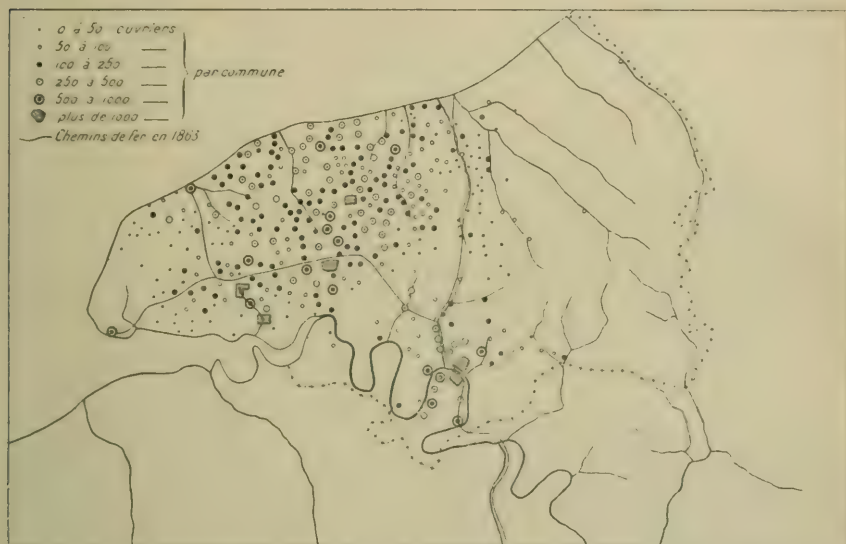 0 à 50 ouvriers
50 à 100
100 à 250
250 à 500
500 à 1000
plus de 1000
par commune
Chemins de fer en 1863